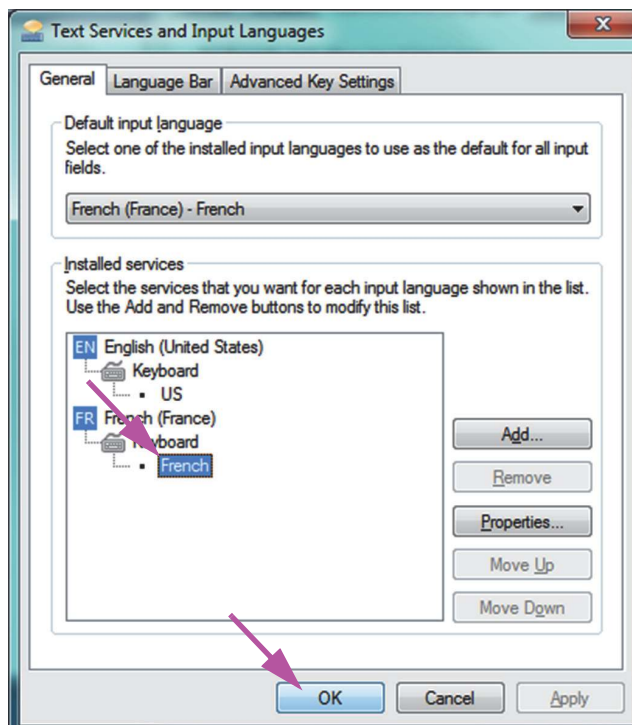 Text Services and Input Languages
General Language Bar Advanced Key Settings
Default input language
Select one of the installed input languages to use as the default for all input
fields.
French (France) - French
Installed services
Select the services that you want for each input language shown in the list.
Use the Add and Remove buttons to modify this list.
EN English (United States)
Keyboard
US
FR French (France)
Keyboard
French
Add...
Remove
Properties...
Move Up
Move Down
OK Cancel Apply